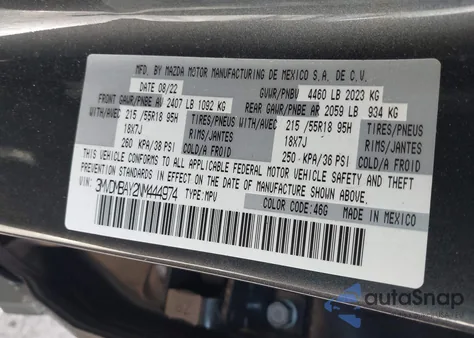 MFD. BY MAZDA MOTOR MANUFACTURING DE MEXICO S.A. DE C.V.
DATE 08/22 GVWR/PNBV 4460 LB 2023 KG
FRONT GAWR/PNBE AV 2407 LB 1092 KG REAR GAWR/PNBE AR 2059 LB 934 KG
WITH/AVEC 215 /55R18 95H TIRES/PNEUS WITH/AVEC 215 /55R18 95H TIRES/PNEUS
18X7J RIMS/JANTES 18X7J RIMS/JANTES
260 KPA/38 PSI COLD/A FROID 250 KPA/36 PSI COLD/A FROID
THIS VEHICLE CONFORMS TO ALL APPLICABLE FEDERAL MOTOR VEHICLE SAFETY AND THEFT
PREVENTION STANDARDS IN EFFECT ON THE DATE OF MANUFACTURE SHOWN ABOVE.
VIN: 3MVDMBAY2NM444974 TYPE: MPV
COLOR CODE: 46G MADE IN MEXICO
autoSnap